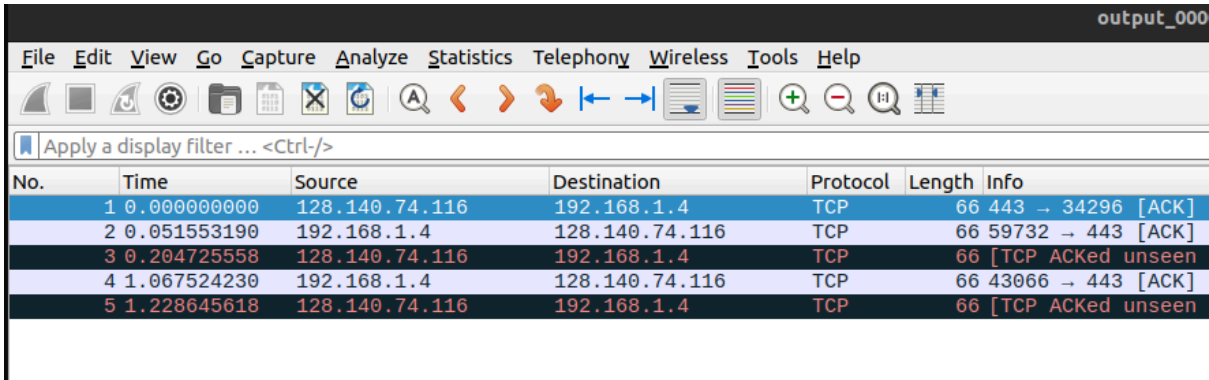 output_000
File Edit View Go Capture Analyze Statistics Telephony Wireless Tools Help
Apply a display filter … <Ctrl-/>
No. Time Source Destination Protocol Length Info
1 0.000000000 128.140.74.116 192.168.1.4 TCP 66 443 → 34296 [ACK]
2 0.051553190 192.168.1.4 128.140.74.116 TCP 66 59732 → 443 [ACK]
3 0.204725558 128.140.74.116 192.168.1.4 TCP 66 [TCP ACKed unseen
4 1.067524230 192.168.1.4 128.140.74.116 TCP 66 43066 → 443 [ACK]
5 1.228645618 128.140.74.116 192.168.1.4 TCP 66 [TCP ACKed unseen